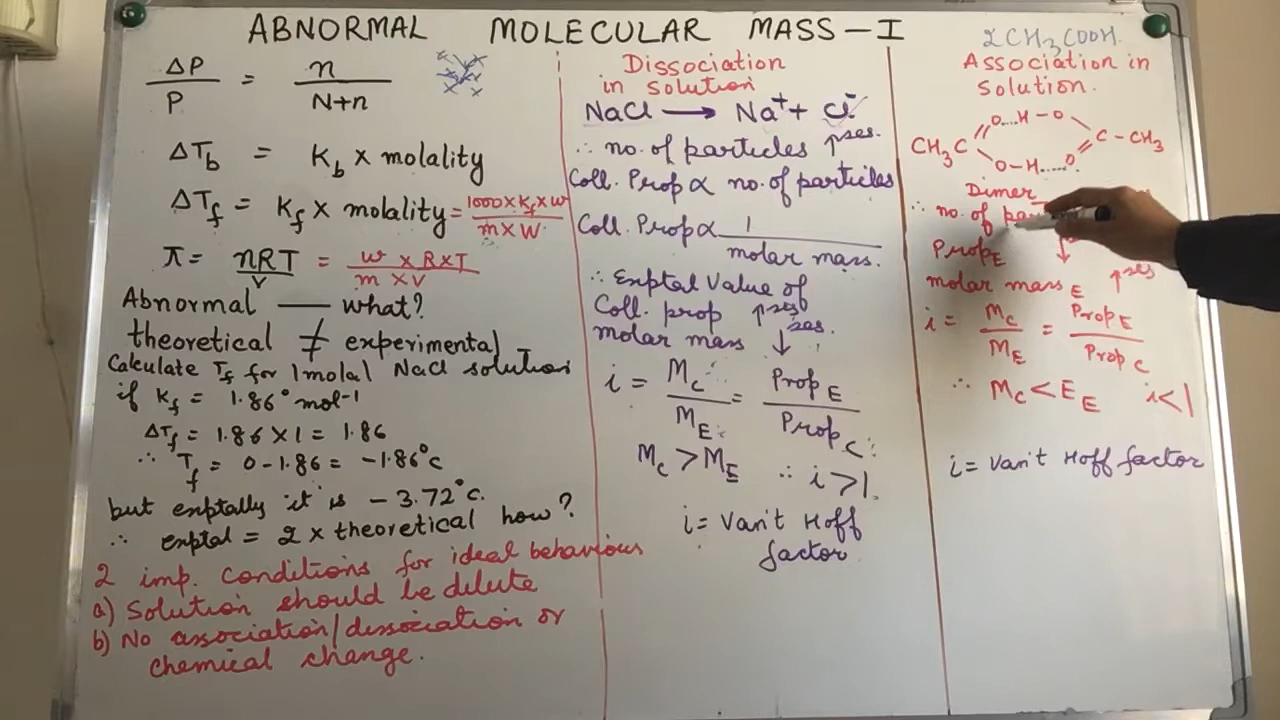 ABNORMAL MOLECULAR MASS-I
ΔP/P = n/N+n
ΔTb = Kb x molality
ΔTf = Kf x molality = 1000 x Kf x w / m x W
π = nRT/V = w x R x T / m x V
Abnormal — what?
theoretical ≠ experimental
Calculate Tf for 1molal NaCl solution
if Kf = 1.86° mol-1
ΔTf = 1.86 x 1 = 1.86
∴ Tf = 0-1.86 = -1.86°c
but exptally it is -3.72°c.
∴ exptal = 2 x theoretical how?
2 imp. conditions for ideal behaviour
a) Solution should be dilute
b) No association/dissociation or
chemical change.
Dissociation
in solution
NaCl → Na+ + Cl-
∴ no. of particles ↑ses.
Coll. Prop ∝ no. of particles
Coll. Prop ∝ 1/molar mass.
∴ Exptal Value of
Coll. prop ↑ses
molar mass ↓ses.
i = Mc/ME = PropE/PropC
Mc > ME ∴ i > 1.
i = Van't Hoff
factor
2CH3COOH
Association in
solution.
CH3C O....H-O C-CH3
O-H.....O
Dimer
∴ no. of
PropE ↓
molar massE ↑ses
i = Mc/ME = PropE/PropC
∴ Mc < EE i<1
i = Van't Hoff factor